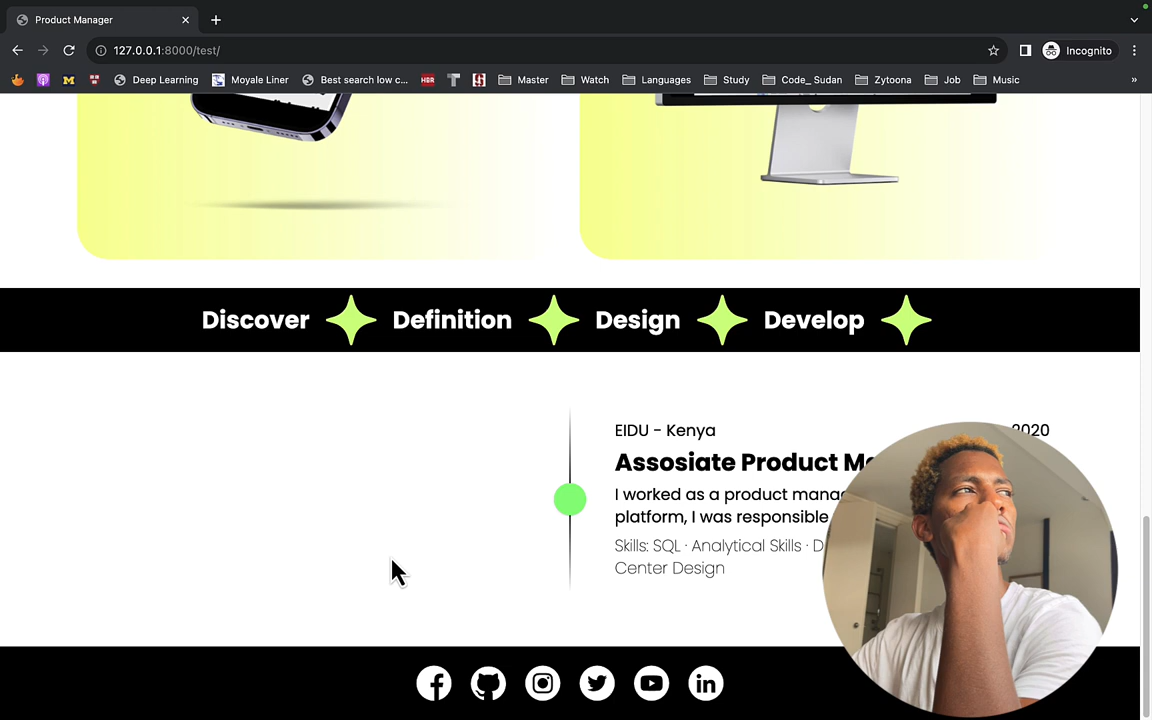 Product Manager
127.0.0.1:8000/test/
Incognito
M
Deep Learning
Moyale Liner
Best search low c...
HBR
T
Master
Watch
Languages
Study
Code_ Sudan
Zytoona
Job
Music
»
Discover
Definition
Design
Develop
EIDU - Kenya
2020
Assosiate Product
I worked as a product
platform, I was responsible
Skills: SQL · Analytical Skills ·
Center Design
in